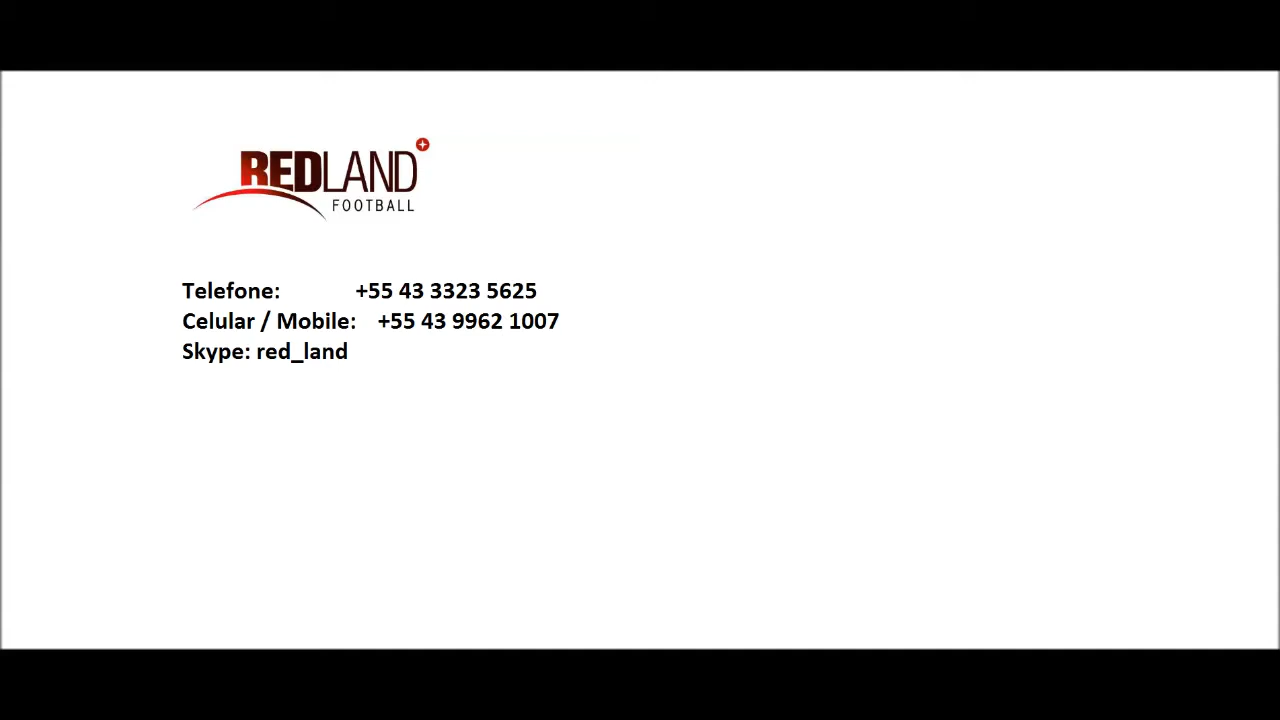 REDLAND
FOOTBALL
Telefone: +55 43 3323 5625
Celular / Mobile: +55 43 9962 1007
Skype: red_land